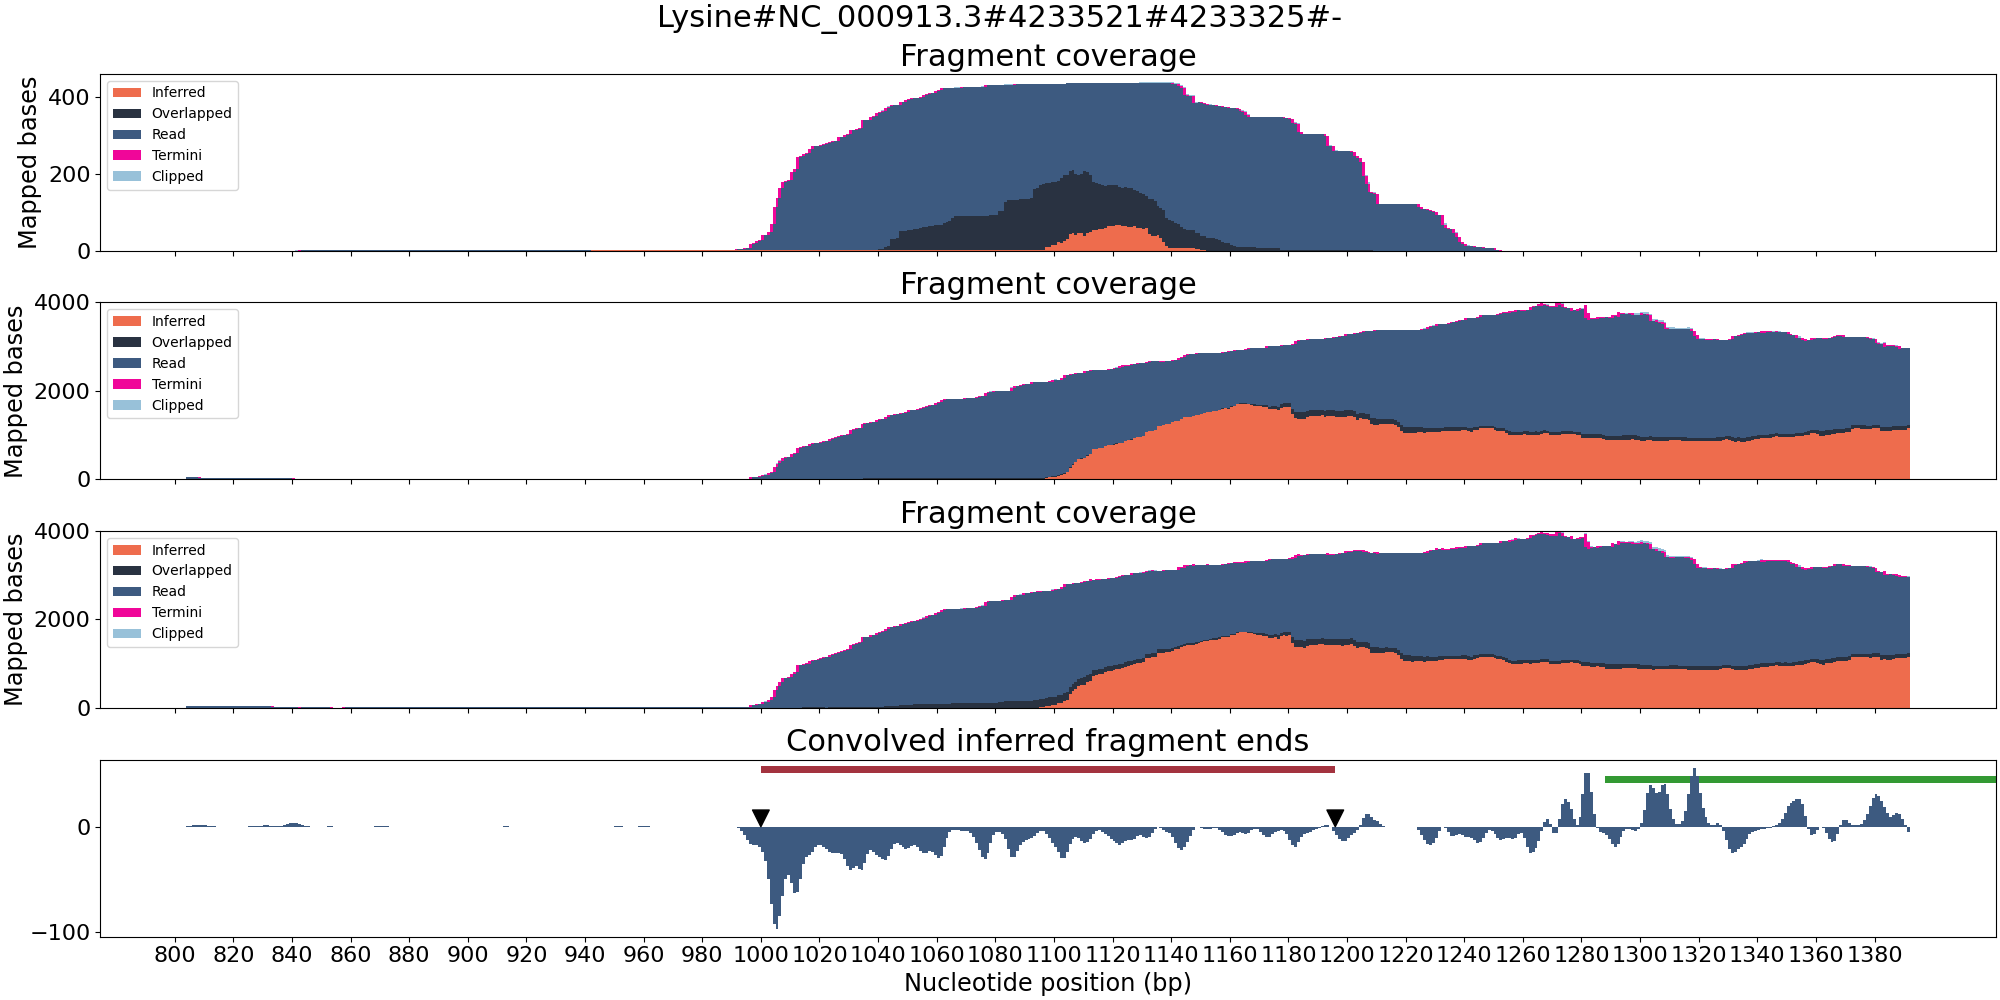 Lysine#NC_000913.3#4233521#4233325#-
Fragment coverage
Mapped bases
400
200
0
Inferred
Overlapped
Read
Termini
Clipped
Fragment coverage
Mapped bases
4000
2000
0
Inferred
Overlapped
Read
Termini
Clipped
Fragment coverage
Mapped bases
4000
2000
0
Inferred
Overlapped
Read
Termini
Clipped
Convolved inferred fragment ends
0
−100
800 820 840 860 880 900 920 940 960 980 1000 1020 1040 1060 1080 1100 1120 1140 1160 1180 1200 1220 1240 1260 1280 1300 1320 1340 1360 1380
Nucleotide position (bp)